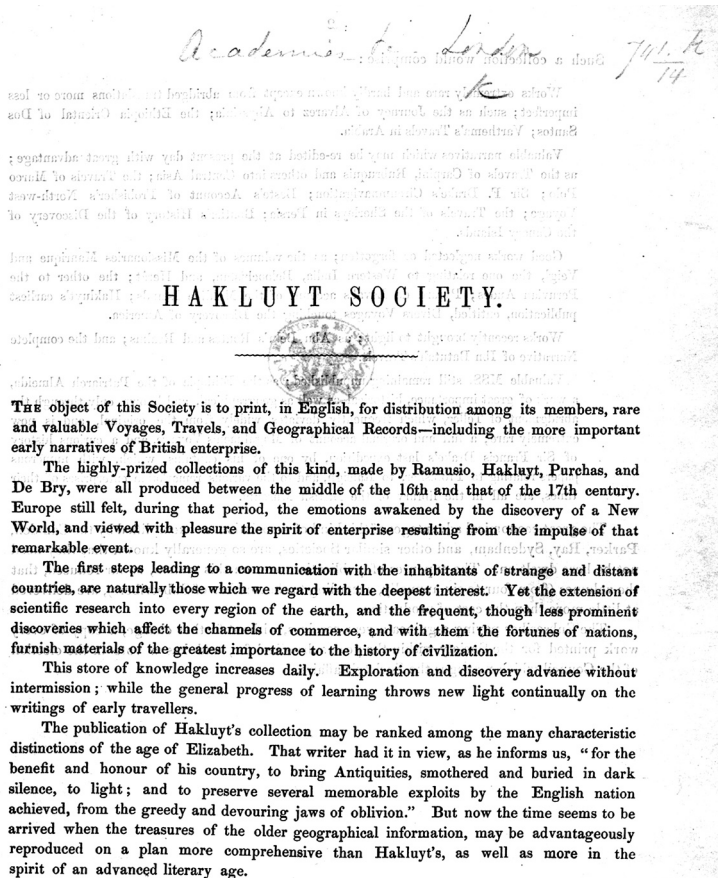 Academies &c. London
741. k
14
k
HAKLUYT SOCIETY.
THE object of this Society is to print, in English, for distribution among its members, rare
and valuable Voyages, Travels, and Geographical Records—including the more important
early narratives of British enterprise.
The highly-prized collections of this kind, made by Ramusio, Hakluyt, Purchas, and
De Bry, were all produced between the middle of the 16th and that of the 17th century.
Europe still felt, during that period, the emotions awakened by the discovery of a New
World, and viewed with pleasure the spirit of enterprise resulting from the impulse of that
remarkable event.
The first steps leading to a communication with the inhabitants of strange and distant
countries, are naturally those which we regard with the deepest interest. Yet the extension of
scientific research into every region of the earth, and the frequent, though less prominent
discoveries which affect the channels of commerce, and with them the fortunes of nations,
furnish materials of the greatest importance to the history of civilization.
This store of knowledge increases daily. Exploration and discovery advance without
intermission; while the general progress of learning throws new light continually on the
writings of early travellers.
The publication of Hakluyt's collection may be ranked among the many characteristic
distinctions of the age of Elizabeth. That writer had it in view, as he informs us, "for the
benefit and honour of his country, to bring Antiquities, smothered and buried in dark
silence, to light; and to preserve several memorable exploits by the English nation
achieved, from the greedy and devouring jaws of oblivion." But now the time seems to be
arrived when the treasures of the older geographical information, may be advantageously
reproduced on a plan more comprehensive than Hakluyt's, as well as more in the
spirit of an advanced literary age.